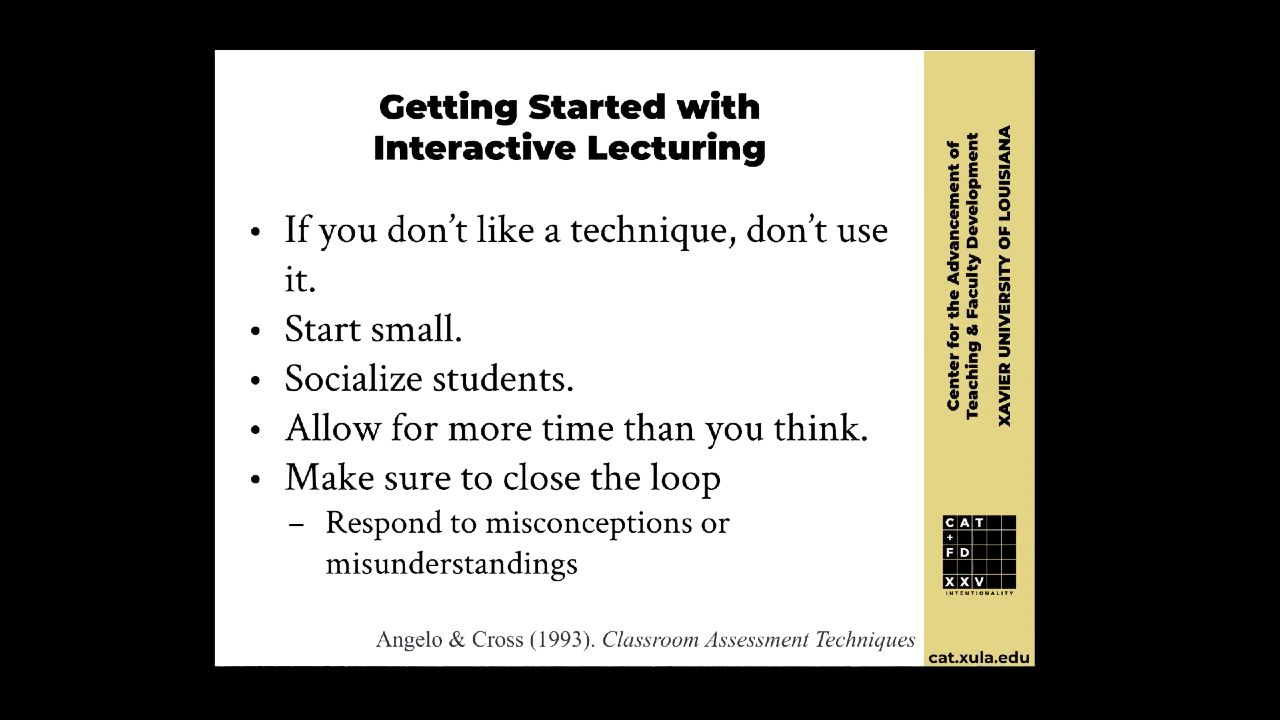 Getting Started with
Interactive Lecturing
• If you don’t like a technique, don’t use
it.
• Start small.
• Socialize students.
• Allow for more time than you think.
• Make sure to close the loop
– Respond to misconceptions or
misunderstandings
Angelo & Cross (1993). Classroom Assessment Techniques
Center for the Advancement of
Teaching & Faculty Development
XAVIER UNIVERSITY OF LOUISIANA
CAT
+
FD
XXV
INTENTIONALITY
cat.xula.edu